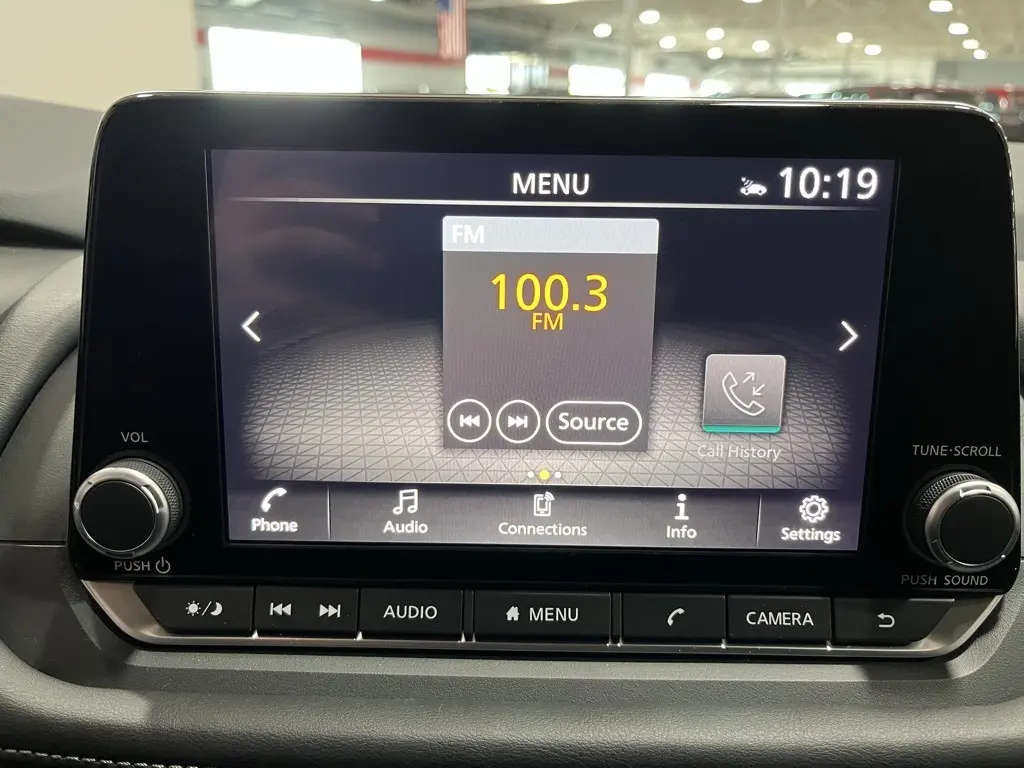 MENU
10:19
FM
100.3
FM
Source
Call History
VOL
TUNE·SCROLL
Phone
Audio
Connections
Info
Settings
PUSH
PUSH SOUND
AUDIO
MENU
CAMERA